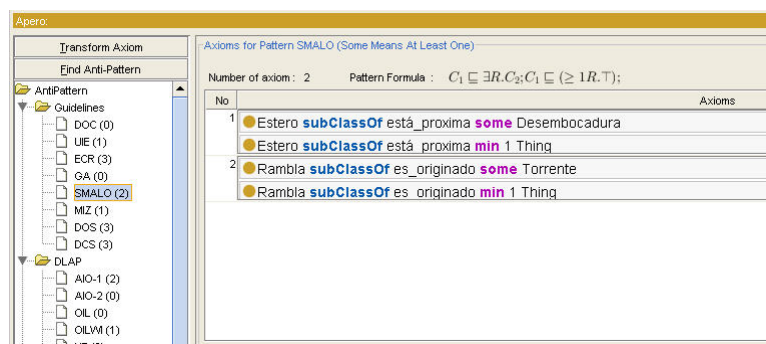 Apero:
Transform Axiom
Find Anti-Pattern
AntiPattern
Guidelines
DOC (0)
UIE (1)
ECR (3)
GA (0)
SMALO (2)
MIZ (1)
DOS (3)
DCS (3)
DLAP
AIO-1 (2)
AIO-2 (0)
OIL (0)
OILWI (1)
Axioms for Pattern SMALO (Some Means At Least One)
Number of axiom : 2 Pattern Formula : C₁ ⊑ ∃R.C₂;C₁ ⊑ (≥ 1R.⊤);
No Axioms
1 Estero subClassOf está_proxima some Desembocadura
Estero subClassOf está_proxima min 1 Thing
2 Rambla subClassOf es_originado some Torrente
Rambla subClassOf es_originado min 1 Thing